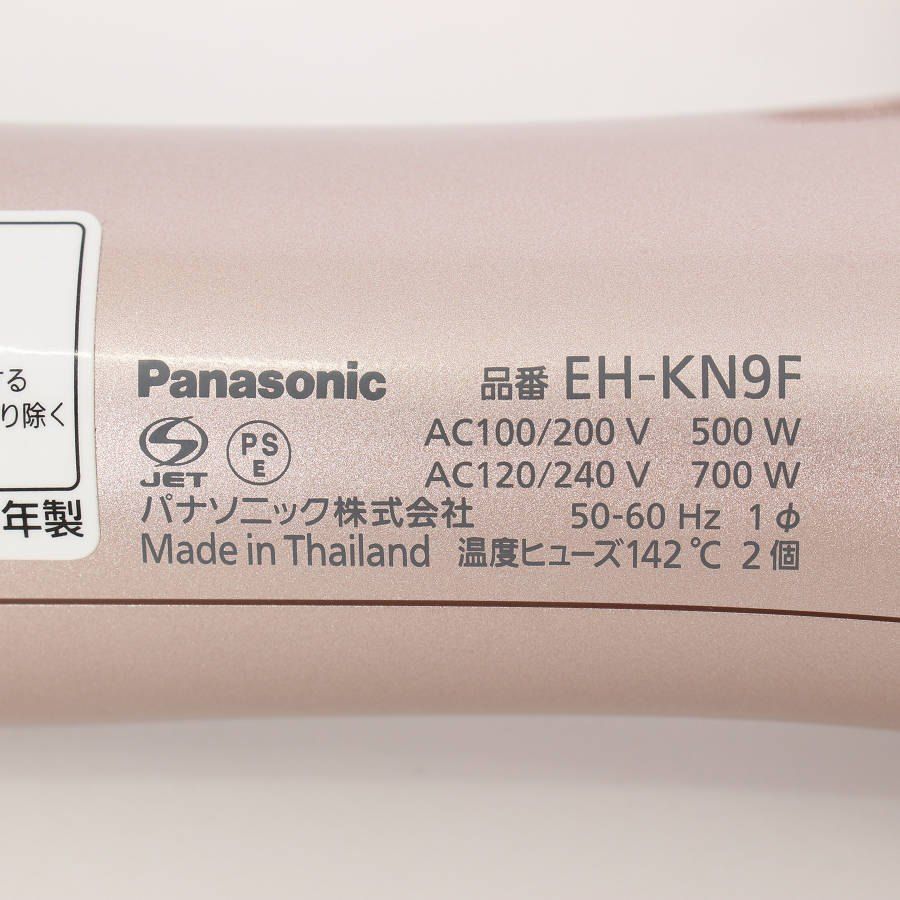 する
り除く
年製
Panasonic 品番 EH-KN9F
AC100/200 V 500 W
JET PS E AC120/240 V 700 W
パナソニック株式会社 50-60 Hz 1 ф
Made in Thailand 温度ヒューズ142 ℃ 2 個